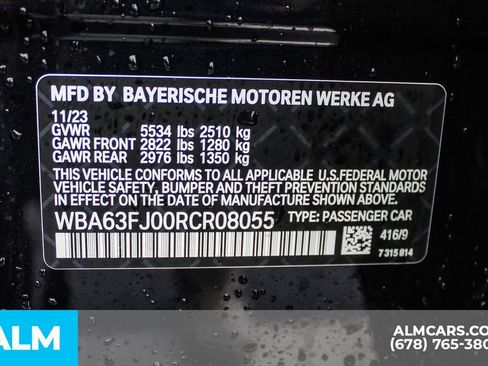 MFD BY BAYERISCHE MOTOREN WERKE AG
11/23
GVWR 5534 lbs 2510 kg
GAWR FRONT 2822 lbs 1280 kg
GAWR REAR 2976 lbs 1350 kg
THIS VEHICLE CONFORMS TO ALL APPLICABLE U.S.FEDERAL MOTOR
VEHICLE SAFETY, BUMPER AND THEFT PREVENTION STANDARDS
IN EFFECT ON THE DATE OF MANUFACTURE SHOWN ABOVE.
WBA63FJ00RCR08055 TYPE: PASSENGER CAR
416/9
7 315 814
ALM
ALMCARS.CO
(678) 765-380